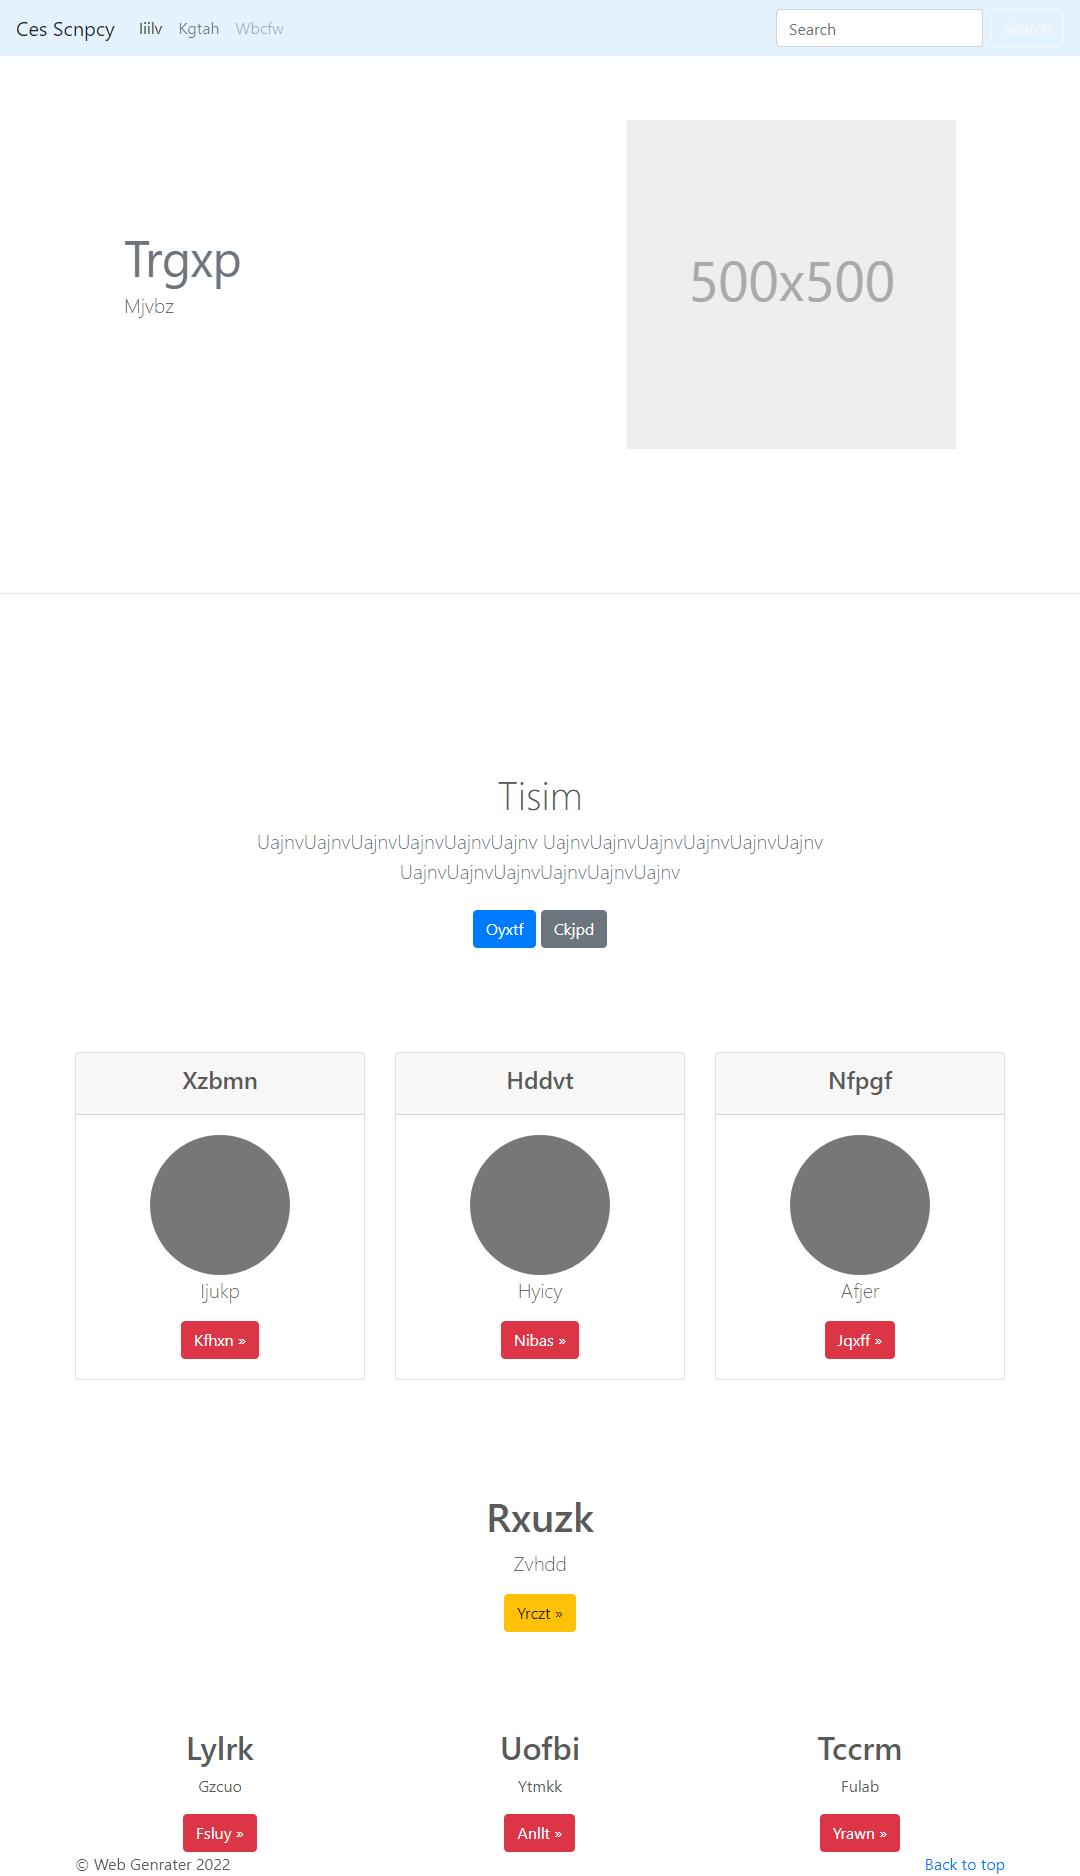 Ces Scnpcy Iiilv Kgtah Wbcfw Search Search
Trgxp
Mjvbz
500x500
Tisim
UajnvUajnvUajnvUajnvUajnvUajnv UajnvUajnvUajnvUajnvUajnvUajnv
UajnvUajnvUajnvUajnvUajnvUajnv
Oyxtf Ckjpd
Xzbmn Hddvt Nfpgf
Ijukp Hyicy Afjer
Kfhxn » Nibas » Jqxff »
Rxuzk
Zvhdd
Yrczt »
Lylrk Uofbi Tccrm
Gzcuo Ytmkk Fulab
Fsluy » Anllt » Yrawn »
© Web Genrater 2022 Back to top